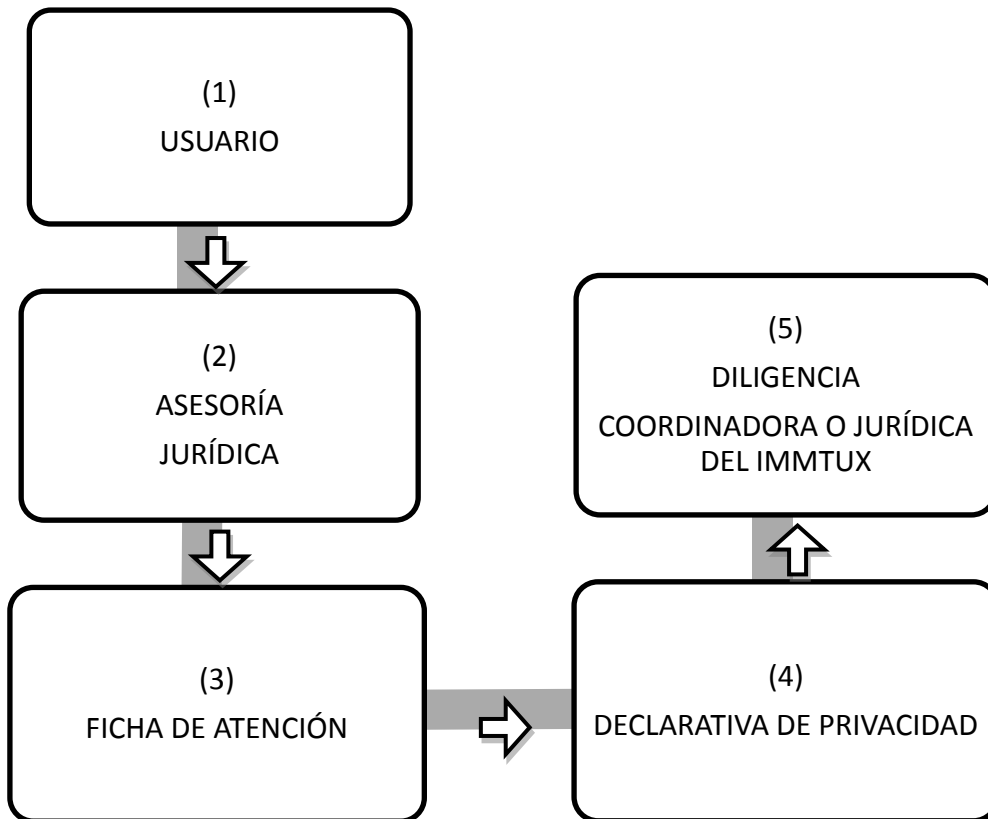 (1)
USUARIO
(2)
ASESORÍA
JURÍDICA
(3)
FICHA DE ATENCIÓN
(4)
DECLARATIVA DE PRIVACIDAD
(5)
DILIGENCIA
COORDINADORA O JURÍDICA
DEL IMMTUX